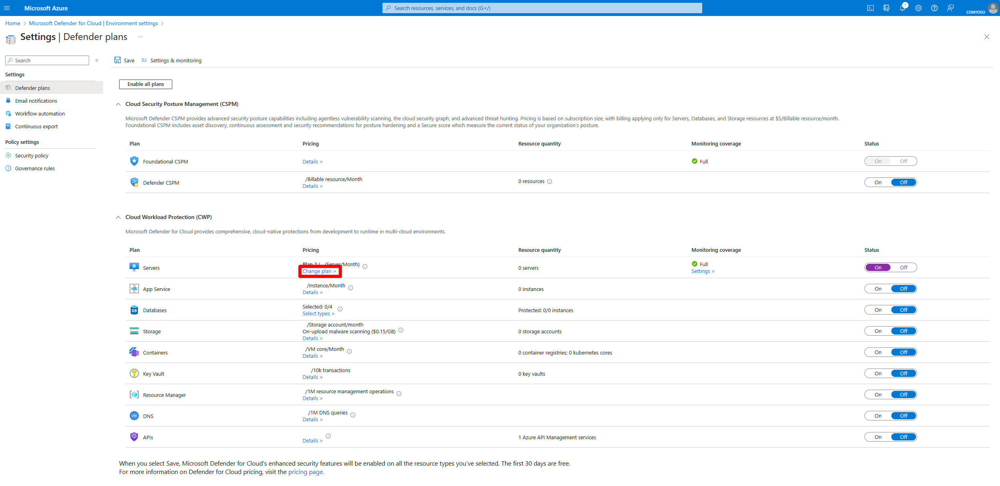 Microsoft Azure
Search resources, services, and docs (G+/)
1
CONTOSO
Home > Microsoft Defender for Cloud | Environment settings >
Settings | Defender plans ...
Search
«
Save
Settings & monitoring
Settings
Defender plans
Email notifications
Workflow automation
Continuous export
Policy settings
Security policy
Governance rules
Enable all plans
Cloud Security Posture Management (CSPM)
Microsoft Defender CSPM provides advanced security posture capabilities including agentless vulnerability scanning, the cloud security graph, and advanced threat hunting. Pricing is based on subscription size, with billing applying only for Servers, Databases, and Storage resources at $5/Billable resource/month.
Foundational CSPM includes asset discovery, continuous assessment and security recommendations for posture hardening and a Secure score which measure the current status of your organization's posture.
Plan Pricing Resource quantity Monitoring coverage Status
Foundational CSPM Details > Full On Off
/Billable resource/Month
Defender CSPM 0 resources On Off
Details >
Cloud Workload Protection (CWP)
Microsoft Defender for Cloud provides comprehensive, cloud-native protections from development to runtime in multi-cloud environments.
Plan Pricing Resource quantity Monitoring coverage Status
Plan 2 ( /Server/Month) Full
Servers 0 servers On Off
Change plan > Settings >
/Instance/Month
App Service 0 instances On Off
Details >
Selected: 0/4
DB Databases Protected: 0/0 instances On Off
Select types >
/Storage account/month
Storage On-upload malware scanning ($0.15/GB) 0 storage accounts On Off
Details >
/VM core/Month
NEW Containers 0 container registries; 0 kubernetes cores On Off
Details >
/10k transactions
Key Vault 0 key vaults On Off
Details >
/1M resource management operations
Resource Manager On Off
Details >
/1M DNS queries
DNS DNS On Off
Details >
APIs 1 Azure API Management services On Off
Details >
When you select Save, Microsoft Defender for Cloud's enhanced security features will be enabled on all the resource types you've selected. The first 30 days are free.
For more information on Defender for Cloud pricing, visit the pricing page.